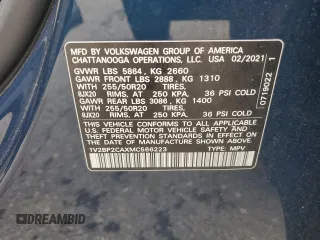 MFD BY VOLKSWAGEN GROUP OF AMERICA
CHATTANOOGA OPERATIONS, LLC. USA 02/2021
GVWR LBS 5864, KG 2660
GAWR FRONT LBS 2888, KG 1310
WITH 255/50R20 TIRES,
8JX20 RIMS, AT 250 KPA, 36 PSI COLD
GAWR REAR LBS 3086, KG 1400
WITH 255/50R20 TIRES,
8JX20 RIMS, AT 250 KPA, 36 PSI COLD
THIS VEHICLE CONFORMS TO ALL APPLICABLE
FEDERAL MOTOR VEHICLE SAFETY AND
THEFT PREVENTION STANDARDS IN EFFECT ON THE
DATE OF MANUFACTURE SHOWN ABOVE.
1V2BP2CAXMC566223 TYPE: MPV
0719022 1
CLEARBIDMD